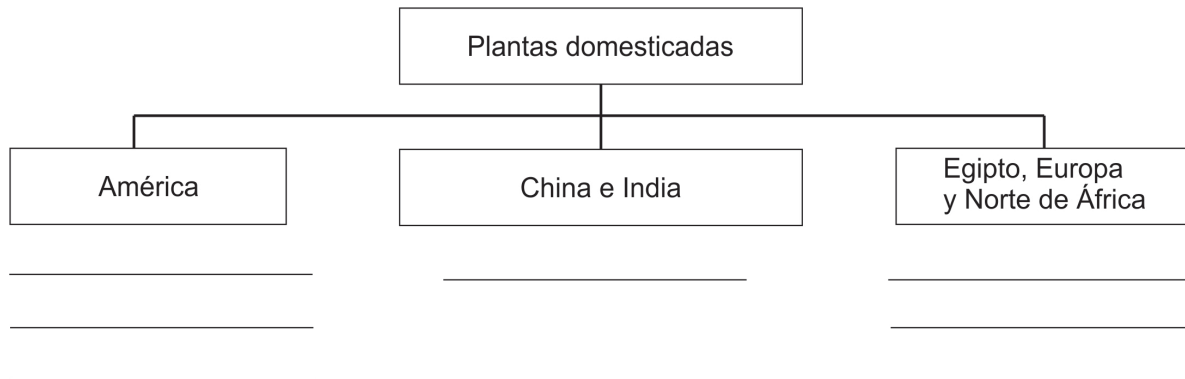 Plantas domesticadas
América
China e India
Egipto, Europa
y Norte de África